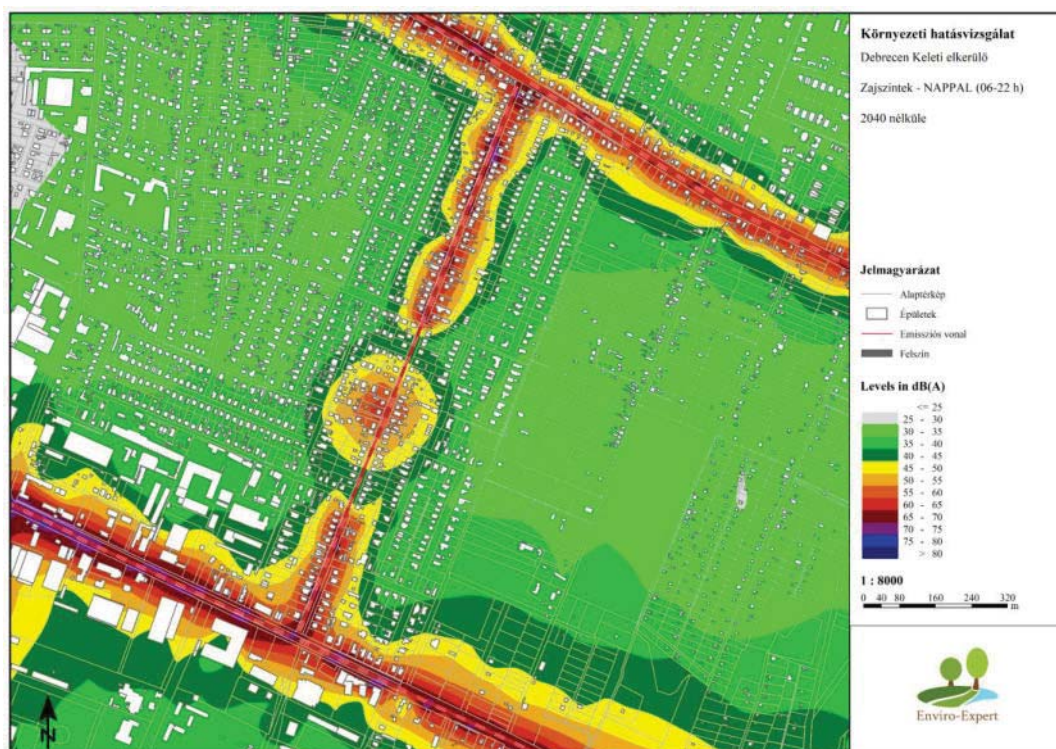 Környezeti hatásvizsgálat
Debrecen Keleti elkerülő
Zajszintek - NAPPAL (06-22 h)
2040 nélküle
Jelmagyarázat
Alaptérkép
Épületek
Emissziós vonal
Felszín
Levels in dB(A)
<= 25
25 - 30
30 - 35
35 - 40
40 - 45
45 - 50
50 - 55
55 - 60
60 - 65
65 - 70
70 - 75
75 - 80
> 80
1 : 8000
0 40 80 160 240 320
m
Enviro-Expert
N